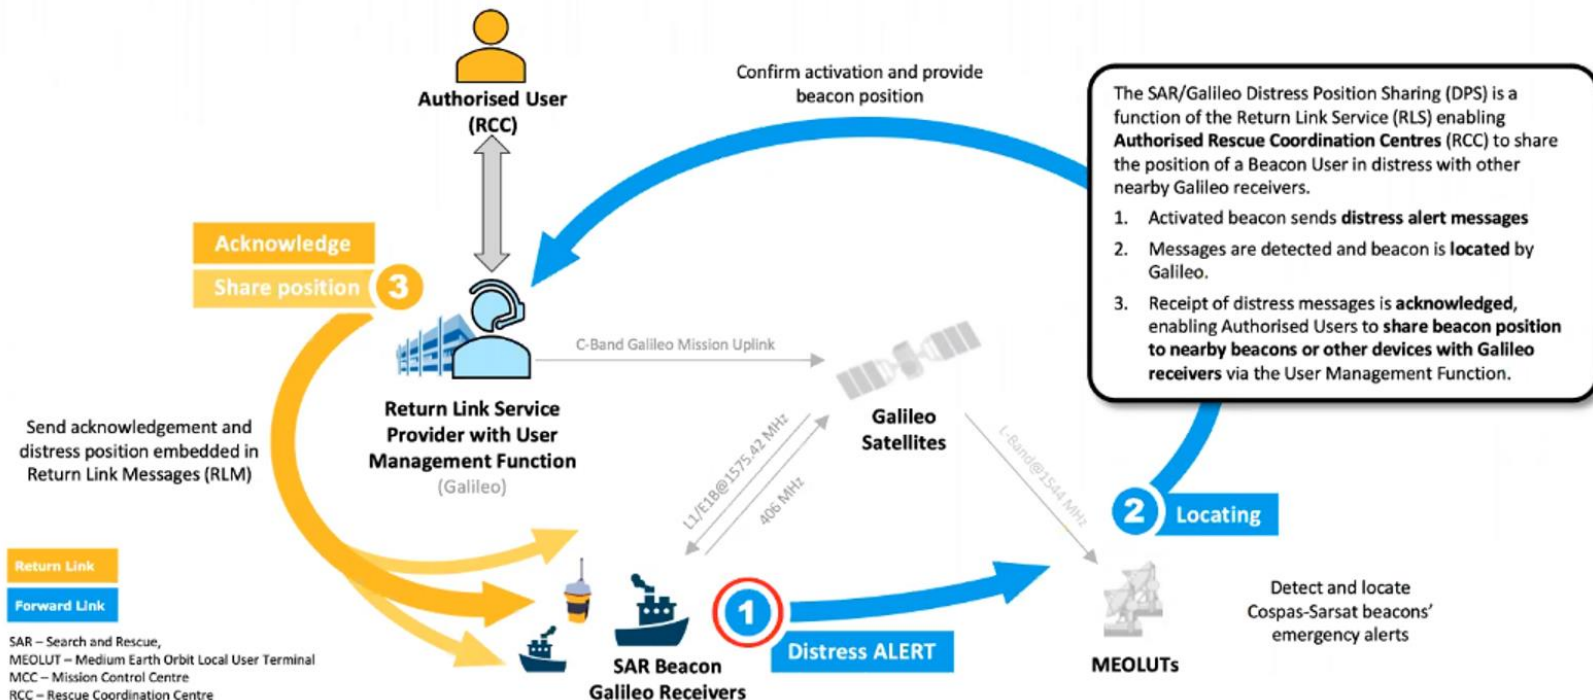 Authorised User
(RCC)
Confirm activation and provide
beacon position
The SAR/Galileo Distress Position Sharing (DPS) is a
function of the Return Link Service (RLS) enabling
Authorised Rescue Coordination Centres (RCC) to share
the position of a Beacon User in distress with other
nearby Galileo receivers.
1. Activated beacon sends distress alert messages
2. Messages are detected and beacon is located by
Galileo.
3. Receipt of distress messages is acknowledged,
enabling Authorised Users to share beacon position
to nearby beacons or other devices with Galileo
receivers via the User Management Function.
Acknowledge
Share position
3
C-Band Galileo Mission Uplink
Return Link Service
Provider with User
Management Function
(Galileo)
Galileo
Satellites
Send acknowledgement and
distress position embedded in
Return Link Messages (RLM)
L1/E1B@1575.42 MHz
406 MHz
L-Band@1544 MHz
2
Locating
Return Link
Forward Link
1
Distress ALERT
Detect and locate
Cospas-Sarsat beacons'
emergency alerts
SAR Beacon
Galileo Receivers
MEOLUTs
SAR – Search and Rescue,
MEOLUT – Medium Earth Orbit Local User Terminal
MCC – Mission Control Centre
RCC – Rescue Coordination Centre